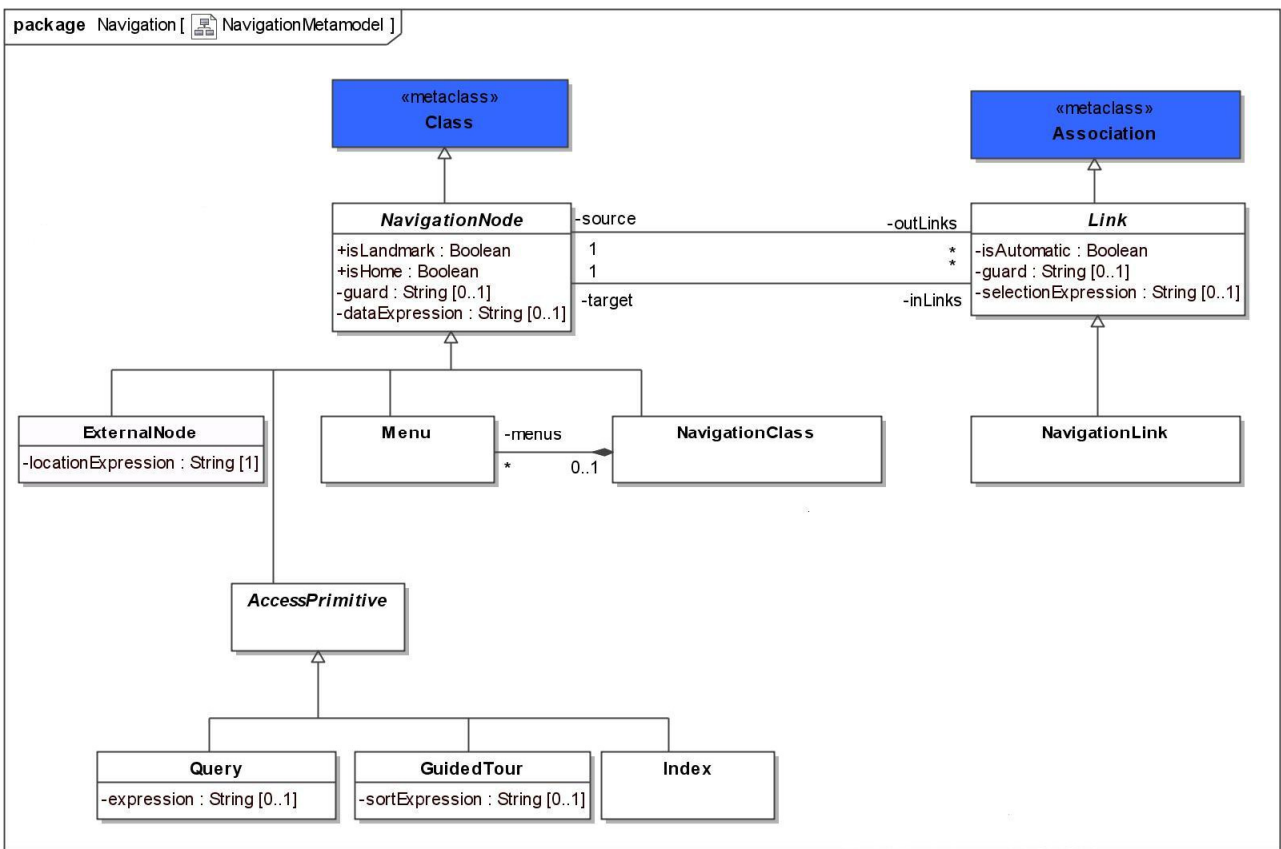 package Navigation [ NavigationMetamodel ]
«metaclass»
Class
«metaclass»
Association
NavigationNode
+isLandmark : Boolean
+isHome : Boolean
-guard : String [0..1]
-dataExpression : String [0..1]
-source
1
1
-target
-outLinks
*
*
-inLinks
Link
-isAutomatic : Boolean
-guard : String [0..1]
-selectionExpression : String [0..1]
ExternalNode
-locationExpression : String [1]
Menu
-menus
*
0..1
NavigationClass
NavigationLink
AccessPrimitive
Query
-expression : String [0..1]
GuidedTour
-sortExpression : String [0..1]
Index